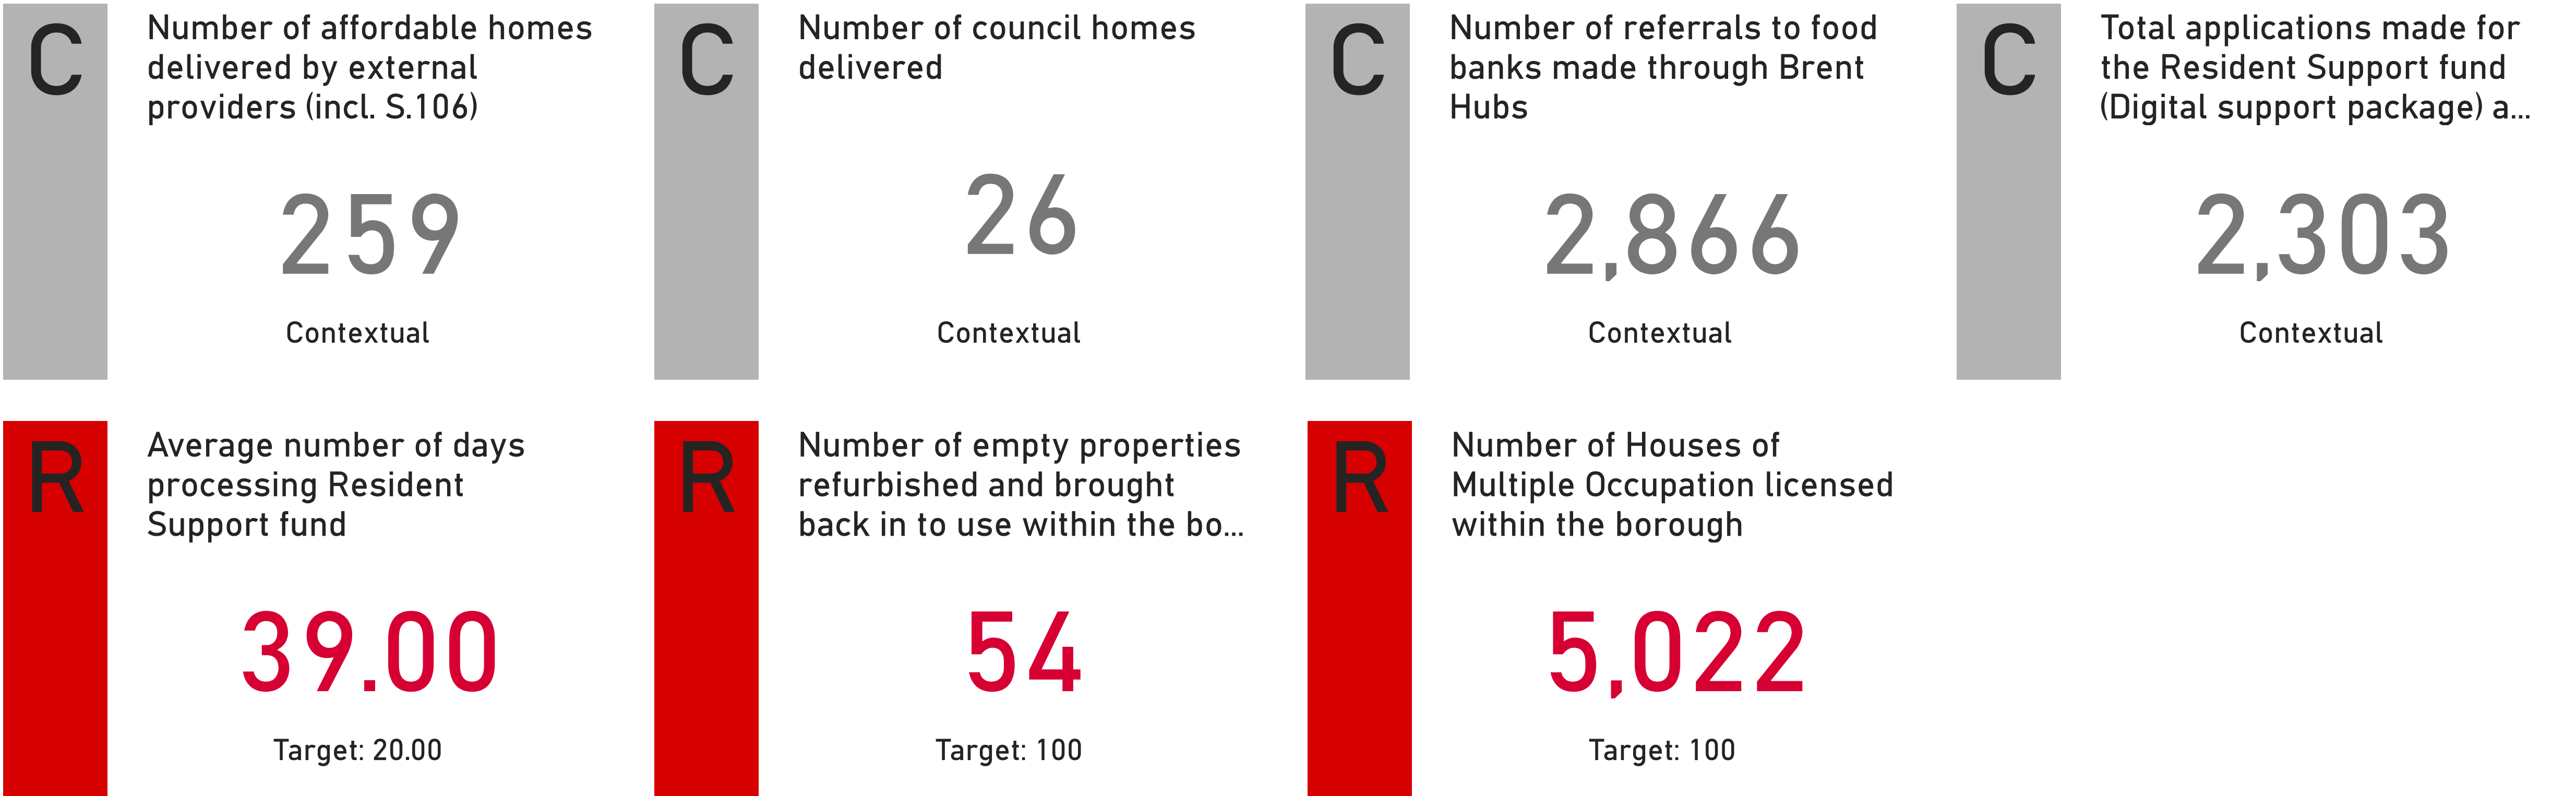 C
Number of affordable homes
delivered by external
providers (incl. S.106)
259
Contextual
C
Number of council homes
delivered
26
Contextual
C
Number of referrals to food
banks made through Brent
Hubs
2,866
Contextual
C
Total applications made for
the Resident Support fund
(Digital support package) a...
2,303
Contextual
R
Average number of days
processing Resident
Support fund
39.00
Target: 20.00
R
Number of empty properties
refurbished and brought
back in to use within the bo...
54
Target: 100
R
Number of Houses of
Multiple Occupation licensed
within the borough
5,022
Target: 100